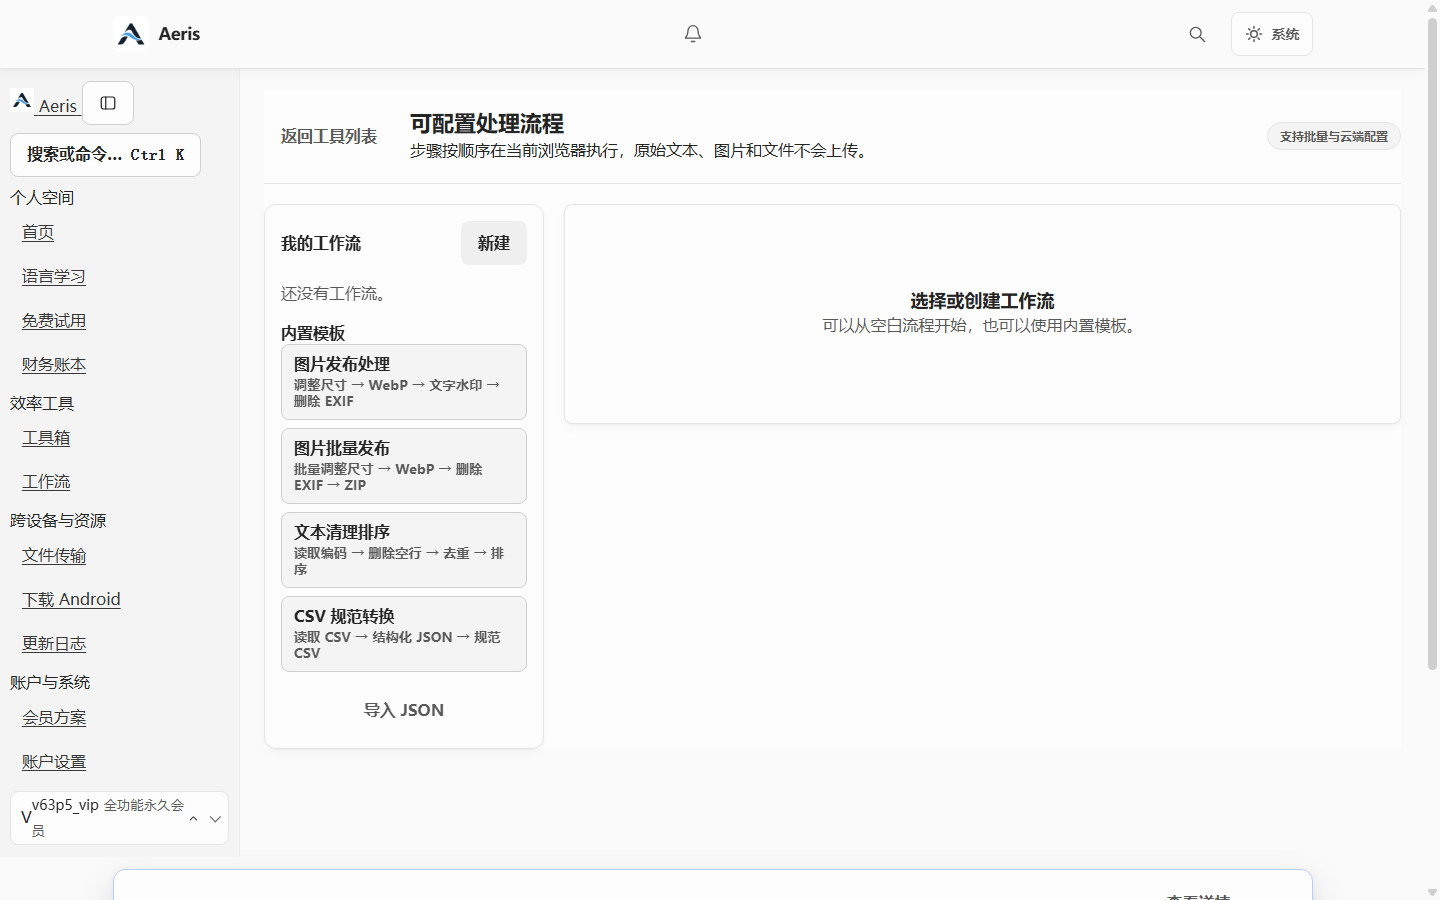 Aeris
系统
Aeris
搜索或命令... Ctrl K
个人空间
首页
语言学习
免费试用
财务账本
效率工具
工具箱
工作流
跨设备与资源
文件传输
下载 Android
更新日志
账户与系统
会员方案
账户设置
V
v63p5_vip 全功能永久会
员
返回工具列表
可配置处理流程
步骤按顺序在当前浏览器执行，原始文本、图片和文件不会上传。
支持批量与云端配置
我的工作流
新建
还没有工作流。
内置模板
图片发布处理
调整尺寸 → WebP → 文字水印 →
删除 EXIF
图片批量发布
批量调整尺寸 → WebP → 删除
EXIF → ZIP
文本清理排序
读取编码 → 删除空行 → 去重 → 排
序
CSV 规范转换
读取 CSV → 结构化 JSON → 规范
CSV
导入 JSON
选择或创建工作流
可以从空白流程开始，也可以使用内置模板。